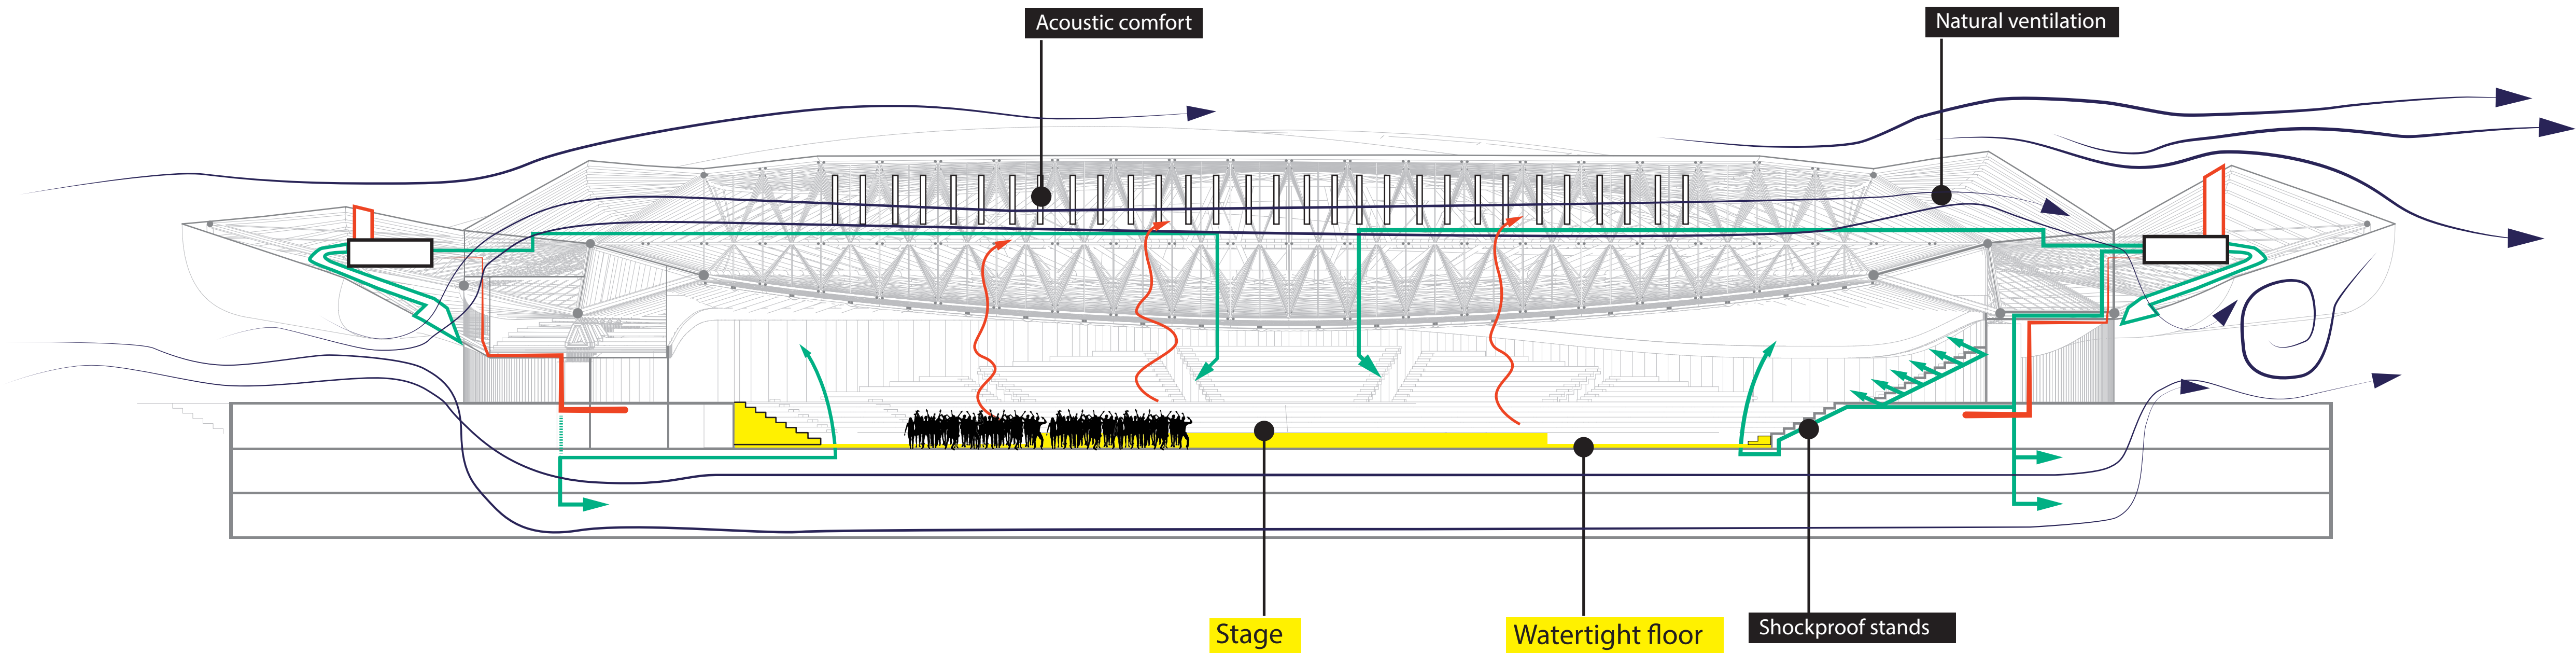 Acoustic comfort
Natural ventilation
Stage
Watertight floor
Shockproof stands